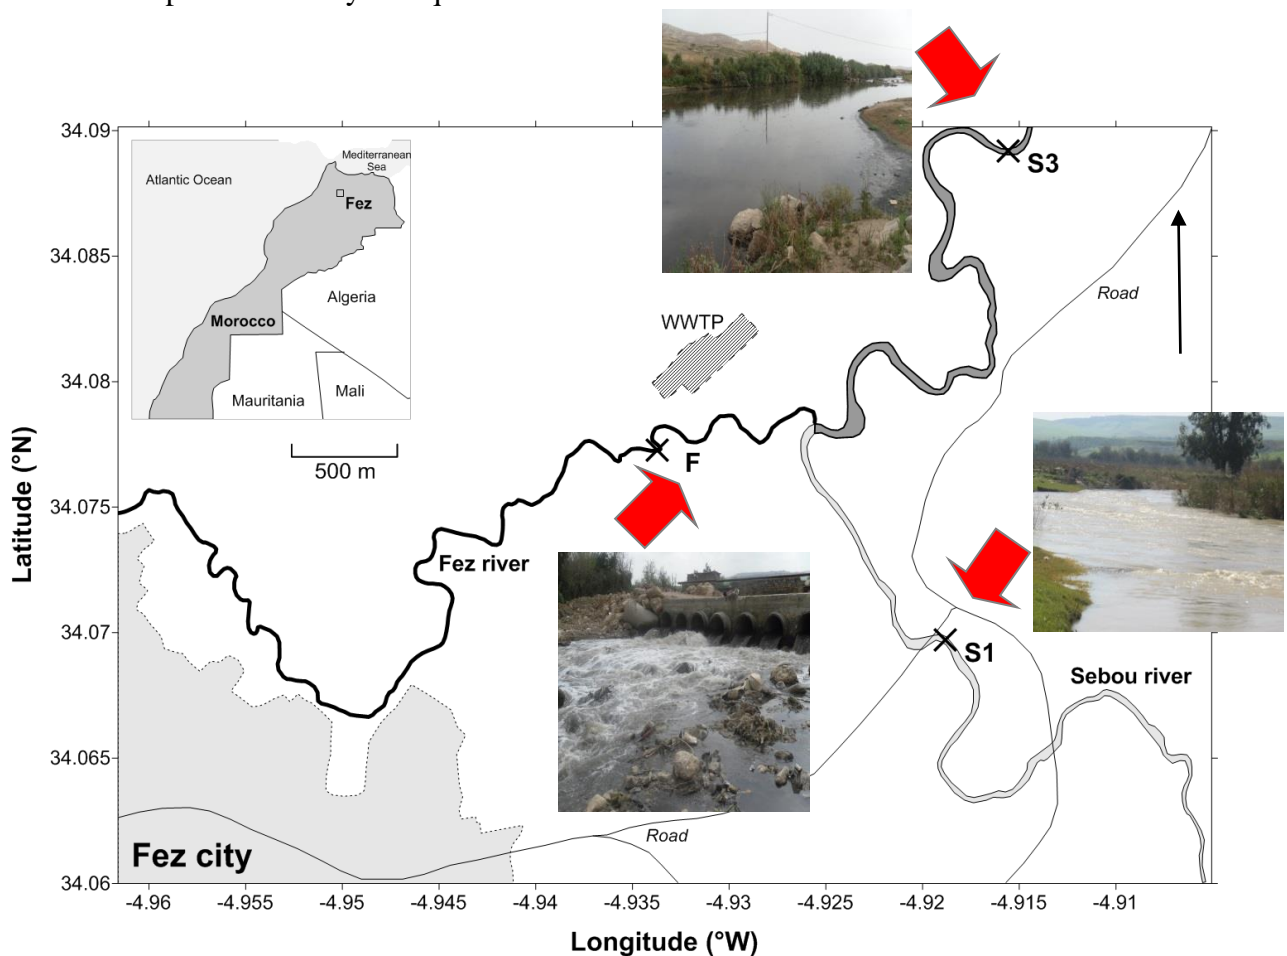 34.09
34.085
34.08
34.075
34.07
34.065
34.06
Latitude (°N)
Atlantic Ocean
Mediterranean
Sea
Fez
Algeria
Morocco
Mauritania
Mali
500 m
WWTP
S3
Road
F
Fez river
S1
Sebou river
Road
Fez city
-4.96
-4.955
-4.95
-4.945
-4.94
-4.935
-4.93
-4.925
-4.92
-4.915
-4.91
Longitude (°W)